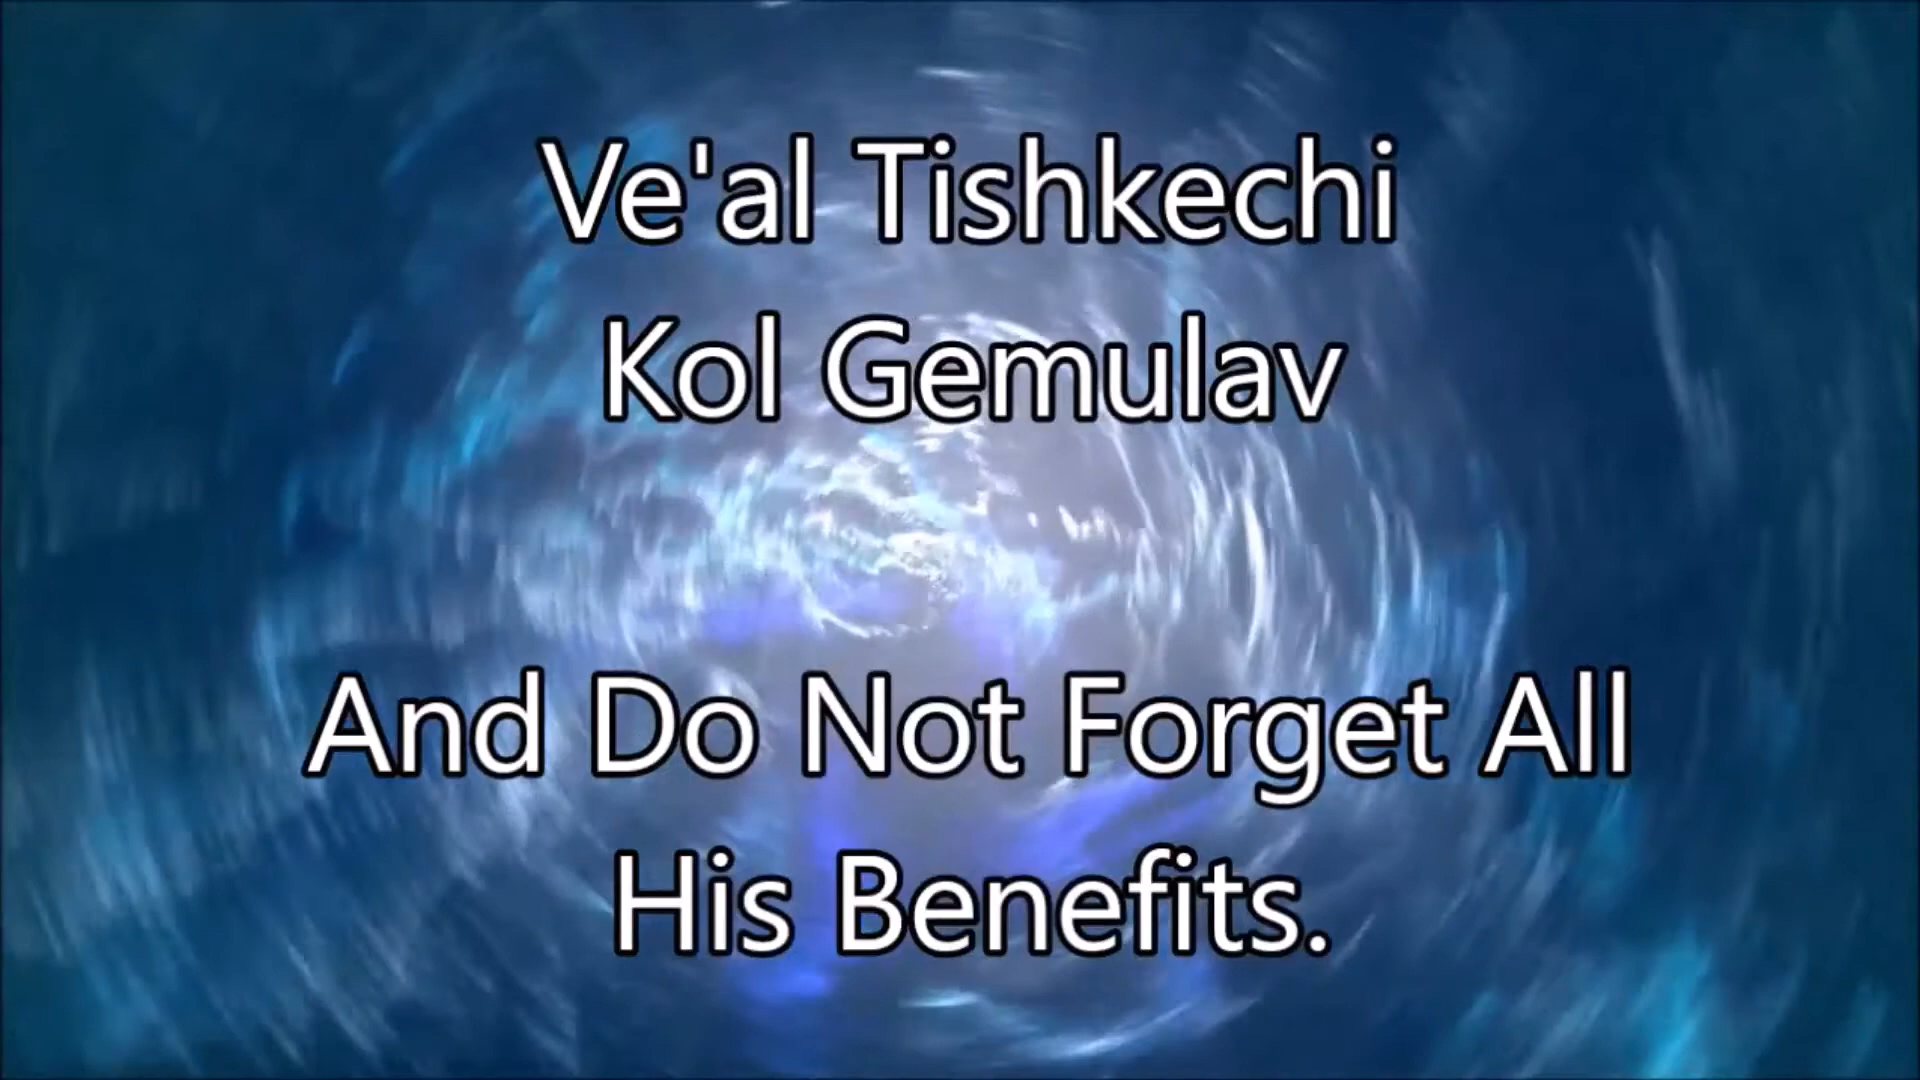 Ve'al Tishkechi
Kol Gemulav
And Do Not Forget All
His Benefits.